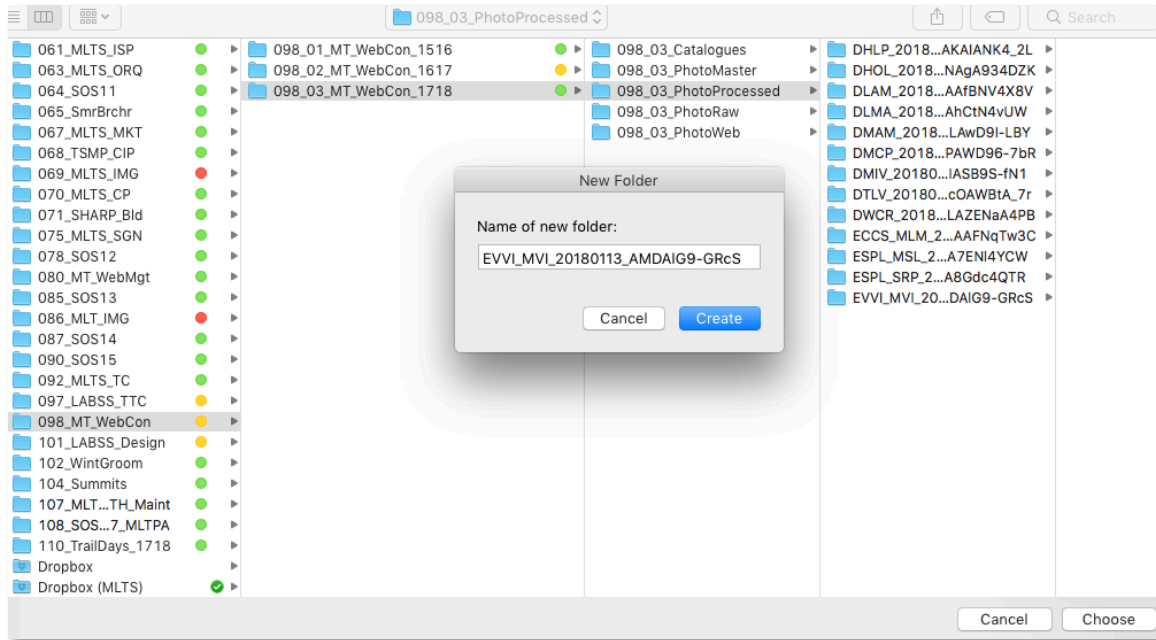 098_03_PhotoProcessed
Search
061_MLTS_ISP
063_MLTS_ORQ
064_SOS11
065_SmrBrchr
067_MLTS_MKT
068_TSMP_CIP
069_MLTS_IMG
070_MLTS_CP
071_SHARP_Bld
075_MLTS_SGN
078_SOS12
080_MT_WebMgt
085_SOS13
086_MLT_IMG
087_SOS14
090_SOS15
092_MLTS_TC
097_LABSS_TTC
098_MT_WebCon
101_LABSS_Design
102_WintGroom
104_Summits
107_MLT...TH_Maint
108_SOS...7_MLTPA
110_TrailDays_1718
Dropbox
Dropbox (MLTS)
098_01_MT_WebCon_1516
098_02_MT_WebCon_1617
098_03_MT_WebCon_1718
098_03_Catalogues
098_03_PhotoMaster
098_03_PhotoProcessed
098_03_PhotoRaw
098_03_PhotoWeb
DHLP_2018...AKAIANK4_2L
DHOL_2018...NAgA934DZK
DLAM_2018...AAfBNV4X8V
DLMA_2018...AhCtN4vUW
DMAM_2018...LAwD9I-LBY
DMCP_2018...PAWD96-7bR
DMIV_20180...IASB9S-fN1
DTLV_20180...cOAWBtA_7r
DWCR_2018...LAZENaA4PB
ECCS_MLM_2...AAFNqTw3C
ESPL_MSL_2...A7ENI4YCW
ESPL_SRP_2...A8Gdc4QTR
EVVI_MVI_20...DAIG9-GRcS
New Folder
Name of new folder:
EVVI_MVI_20180113_AMDAIG9-GRcS
Cancel
Create
Cancel
Choose